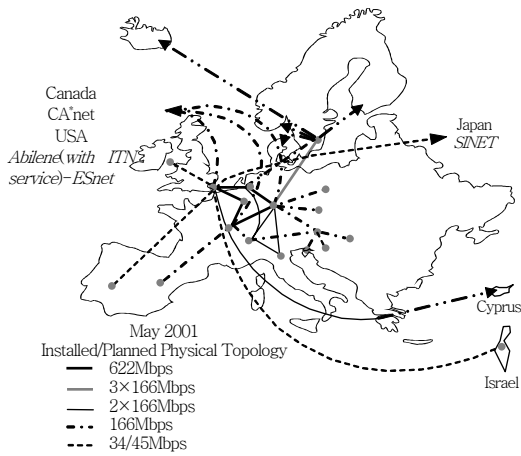 Canada
CA*net
USA
Abilene(with ITN-
service)-ESnet
Japan
SINET
Cyprus
Israel
May 2001
Installed/Planned Physical Topology
622Mbps
3×166Mbps
2×166Mbps
166Mbps
34/45Mbps